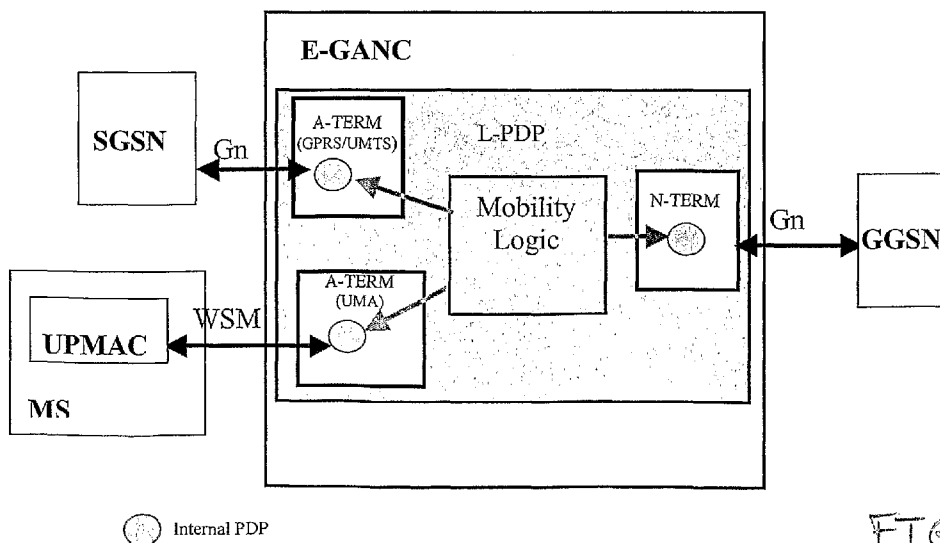 E-GANC
SGSN
Gn
A-TERM
(GPRS/UMTS)
L-PDP
Mobility
Logic
N-TERM
Gn
GGSN
A-TERM
(UMA)
WSM
UPMAC
MS
Internal PDP